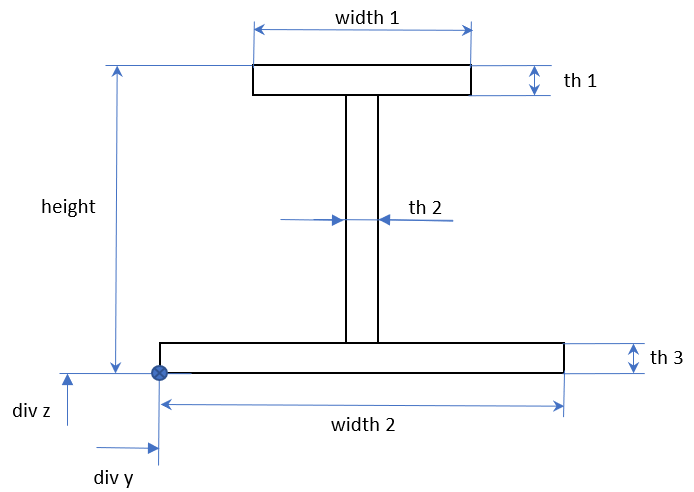 width 1
th 1
height
th 2
th 3
div z
width 2
div y